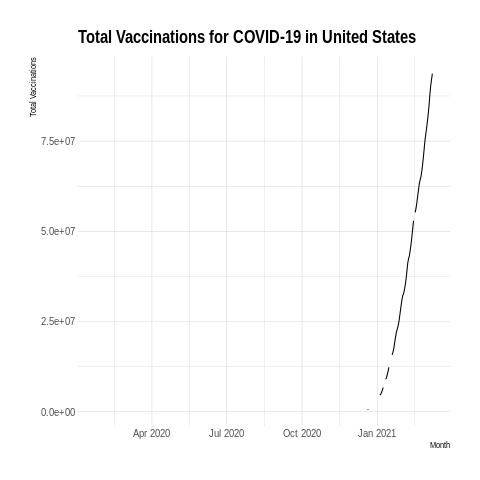 Total Vaccinations for COVID-19 in United States
Total Vaccinations
7.5e+07
5.0e+07
2.5e+07
0.0e+00
Apr 2020
Jul 2020
Oct 2020
Jan 2021
Month